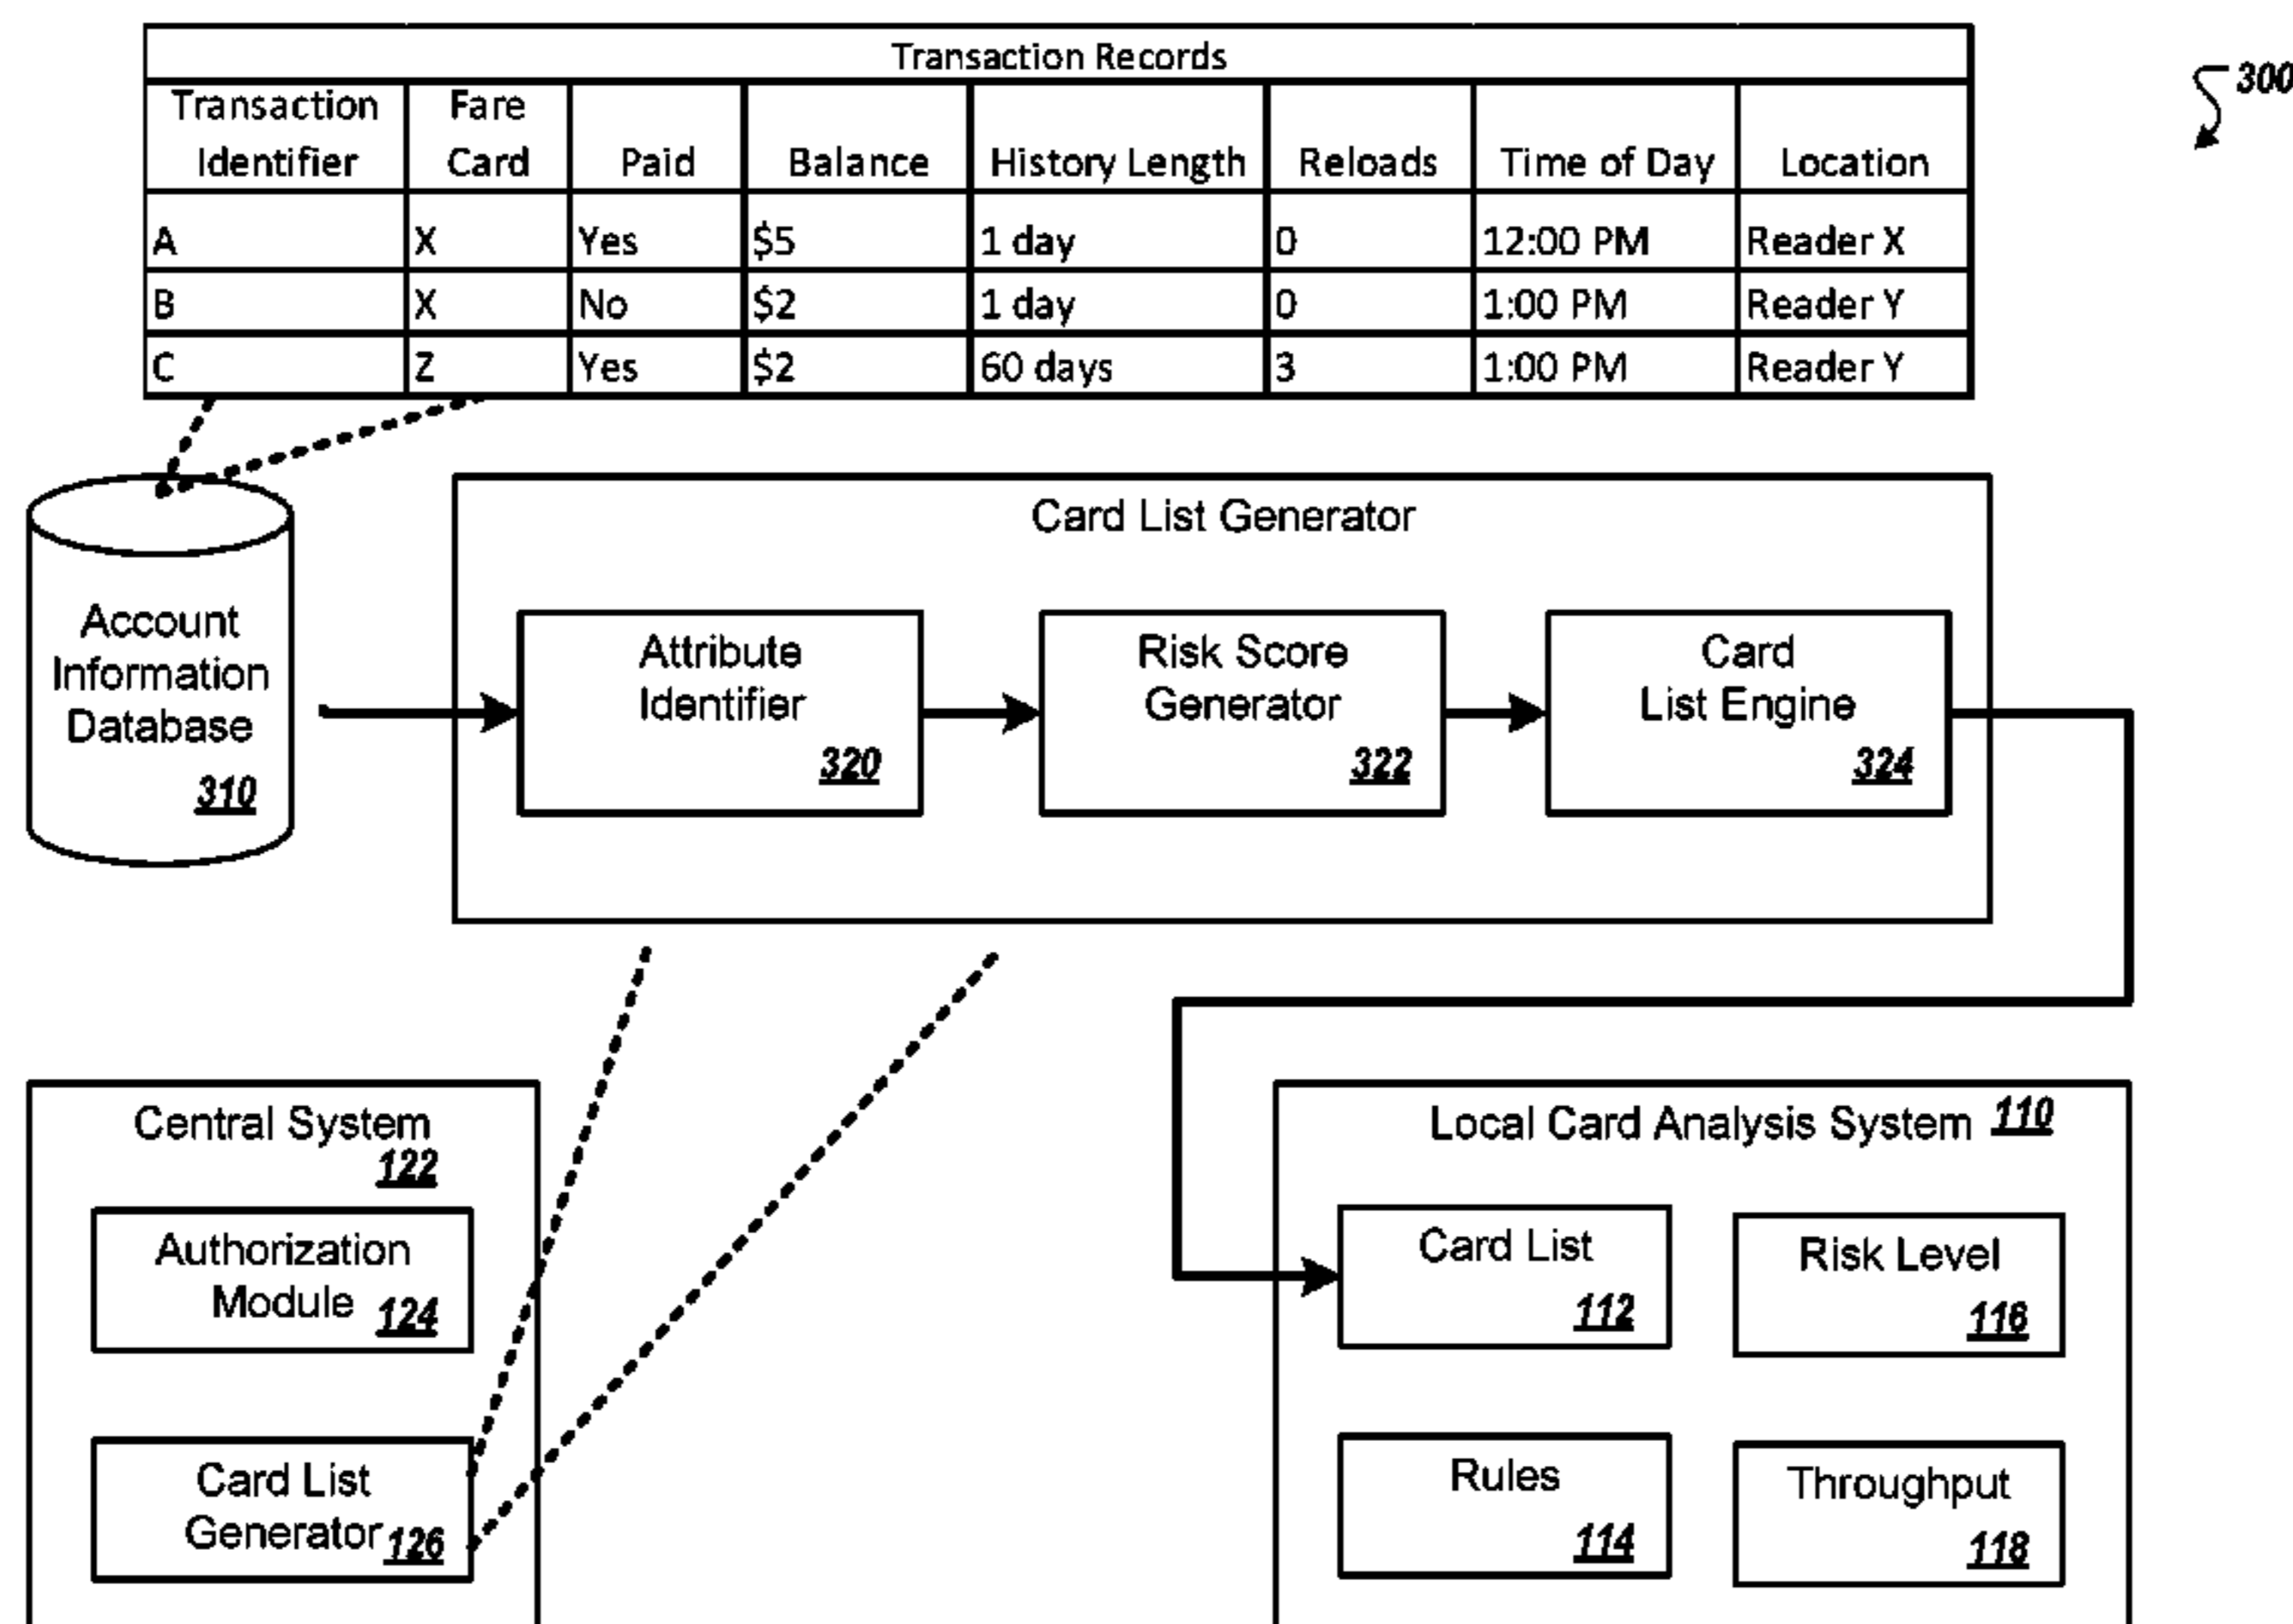 Transaction Records
300
Transaction Identifier Fare Card Paid Balance History Length Reloads Time of Day Location
A X Yes $5 1 day 0 12:00 PM Reader X
B X No $2 1 day 0 1:00 PM Reader Y
C Z Yes $2 60 days 3 1:00 PM Reader Y
Account
Information
Database
310
Card List Generator
Attribute
Identifier
320
Risk Score
Generator
322
Card
List Engine
324
Central System
122
Authorization
Module 124
Card List
Generator 126
Local Card Analysis System 110
Card List
112
Risk Level
116
Rules
114
Throughput
118